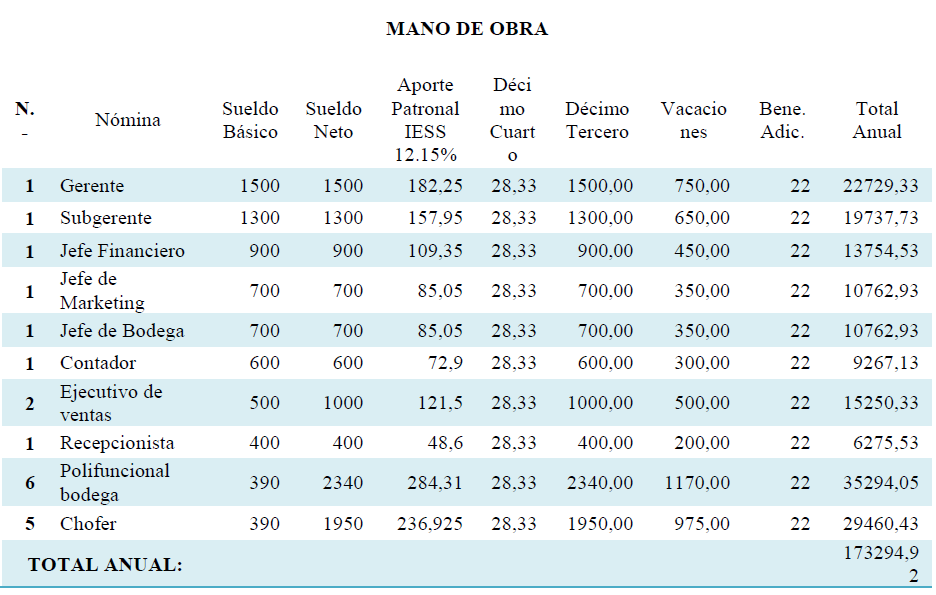 MANO DE OBRA
N.- Nómina Sueldo Básico Sueldo Neto Aporte Patronal IESS 12.15% Décimo Cuarto Décimo Tercero Vacaciones Bene. Adic. Total Anual
1 Gerente 1500 1500 182,25 28,33 1500,00 750,00 22 22729,33
1 Subgerente 1300 1300 157,95 28,33 1300,00 650,00 22 19737,73
1 Jefe Financiero 900 900 109,35 28,33 900,00 450,00 22 13754,53
1 Jefe de Marketing 700 700 85,05 28,33 700,00 350,00 22 10762,93
1 Jefe de Bodega 700 700 85,05 28,33 700,00 350,00 22 10762,93
1 Contador 600 600 72,9 28,33 600,00 300,00 22 9267,13
2 Ejecutivo de ventas 500 1000 121,5 28,33 1000,00 500,00 22 15250,33
1 Recepcionista 400 400 48,6 28,33 400,00 200,00 22 6275,53
6 Polifuncional bodega 390 2340 284,31 28,33 2340,00 1170,00 22 35294,05
5 Chofer 390 1950 236,925 28,33 1950,00 975,00 22 29460,43
TOTAL ANUAL: 173294,92